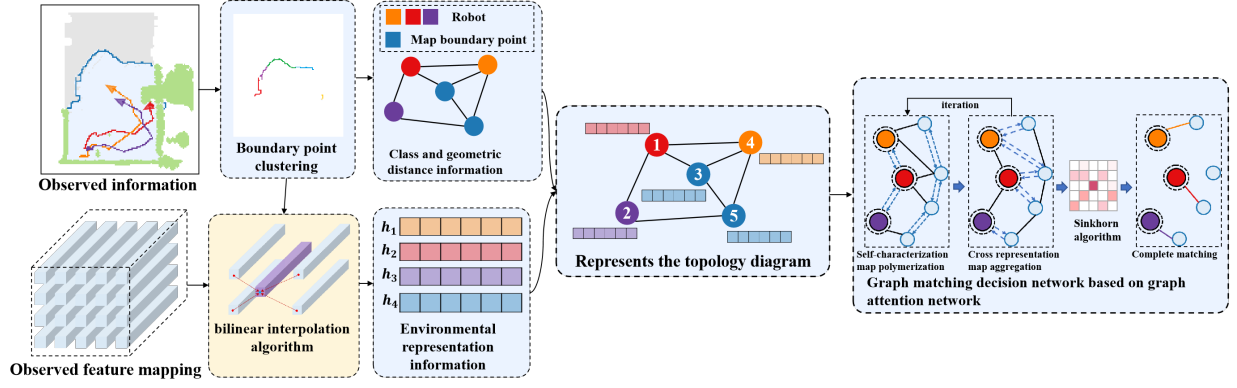 Observed information
Boundary point
clustering
Robot
Map boundary point
Class and geometric
distance information
Observed feature mapping
bilinear interpolation
algorithm
h1
h2
h3
h4
Environmental
representation
information
1
4
3
2
5
Represents the topology diagram
iteration
Sinkhorn
algorithm
Self-characterization
map polymerization
Cross representation
map aggregation
Complete matching
Graph matching decision network based on graph
attention network